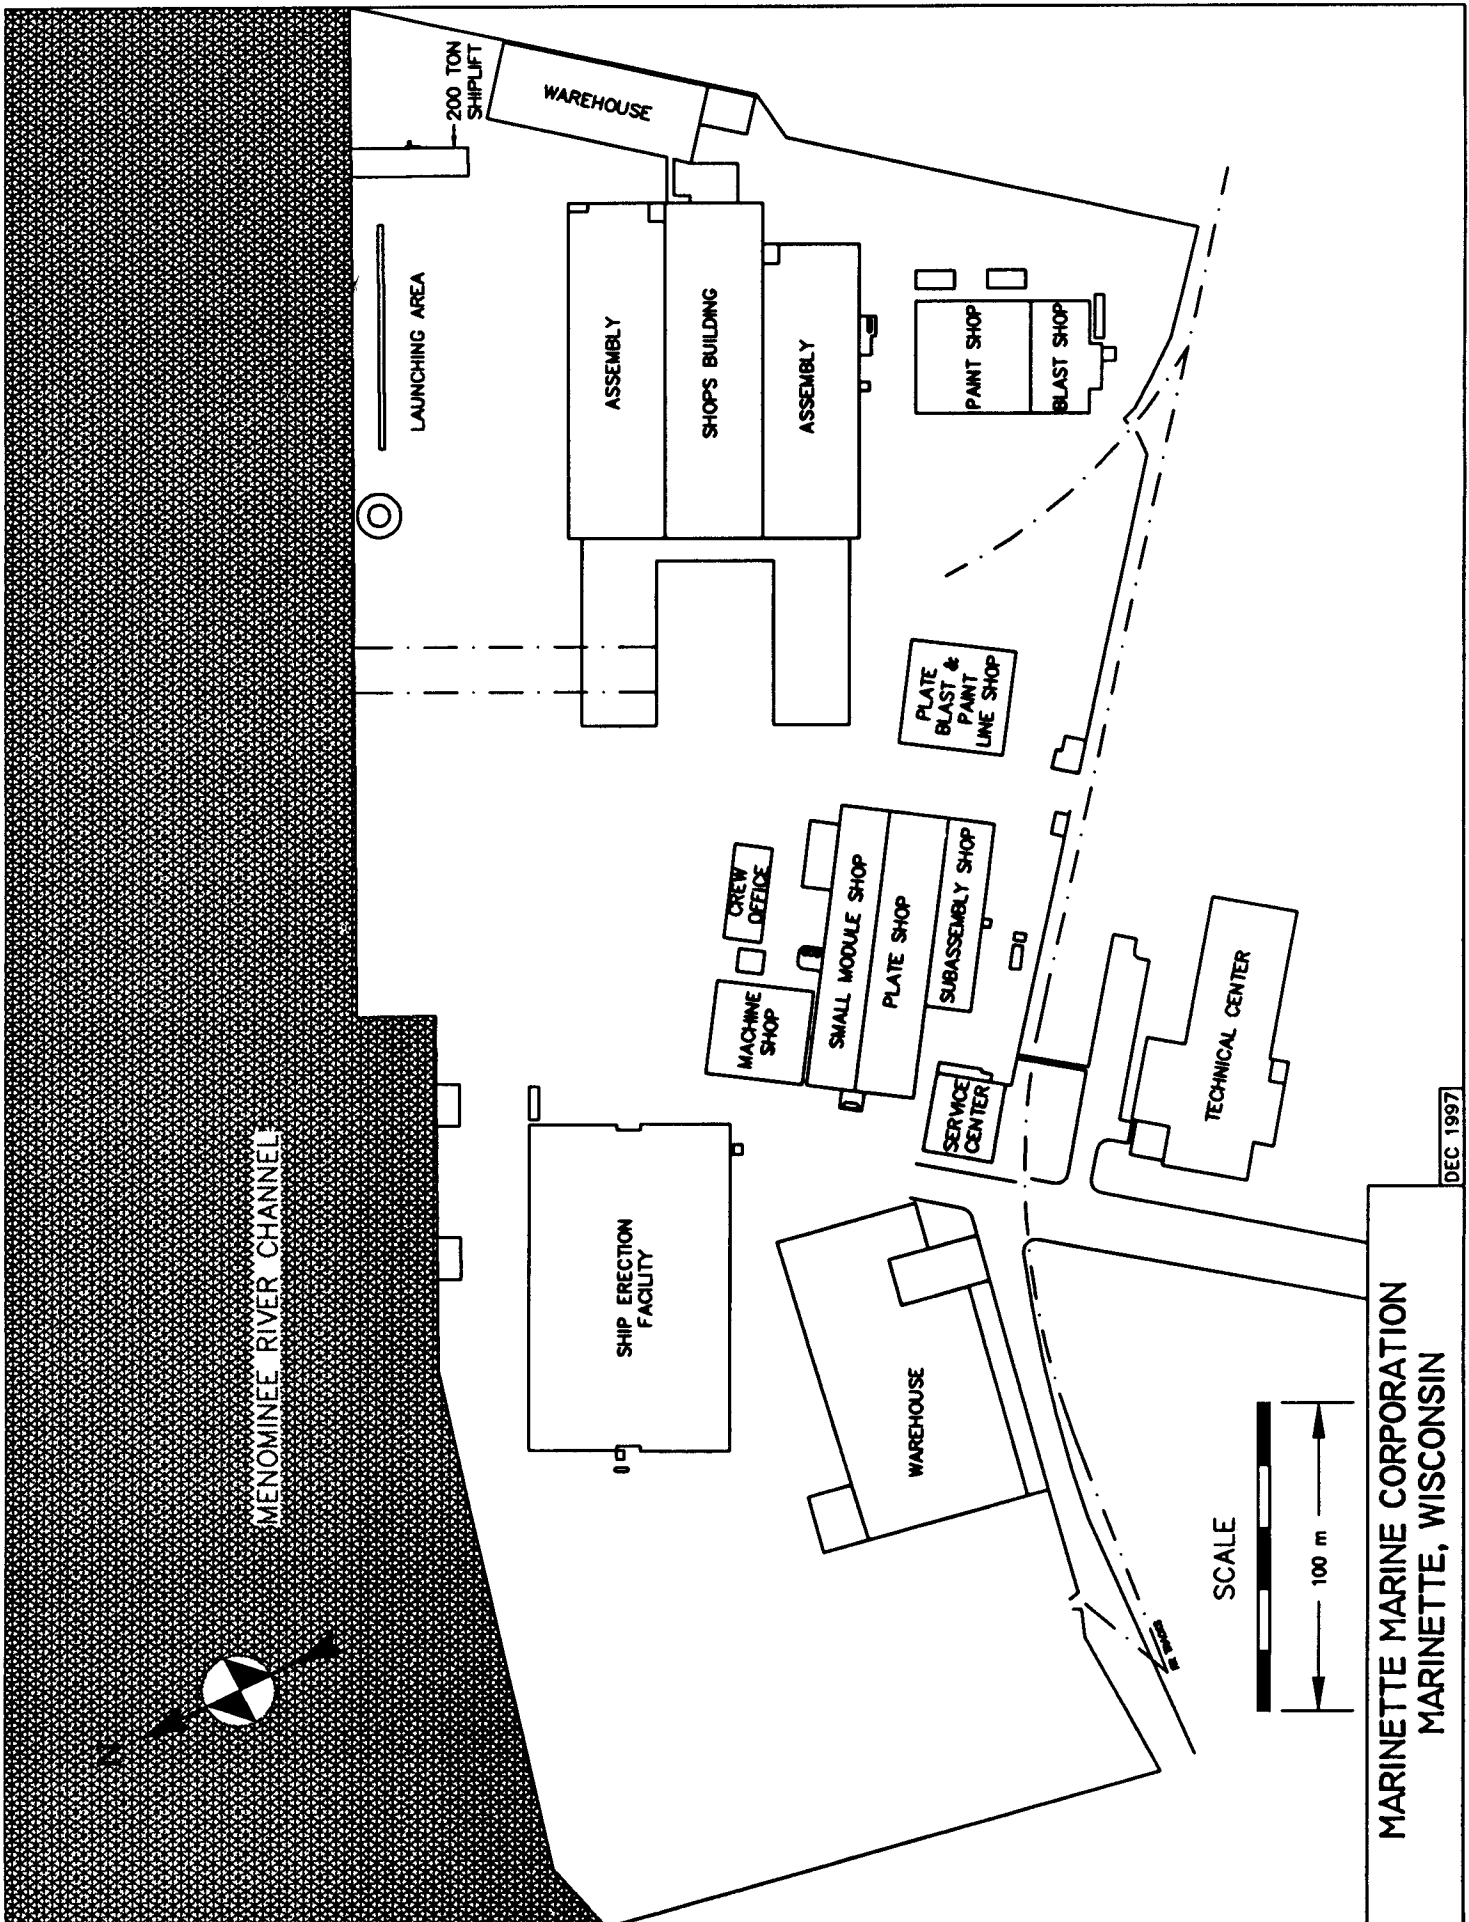 200 TON
SHIPLIFT
WAREHOUSE
LAUNCHING AREA
ASSEMBLY
SHOPS BUILDING
ASSEMBLY
PAINT SHOP
BLAST SHOP
PLATE
BLAST &
PAINT
LINE SHOP
CREW
OFFICE
MACHINE
SHOP
SMALL MODULE SHOP
PLATE SHOP
SUBASSEMBLY SHOP
SERVICE
CENTER
TECHNICAL CENTER
MENOMINEE RIVER CHANNEL
SHIP ERECTION
FACILITY
WAREHOUSE
RR TRACKS
N
SCALE
100 m
DEC 1997
MARINETTE MARINE CORPORATION
MARINETTE, WISCONSIN